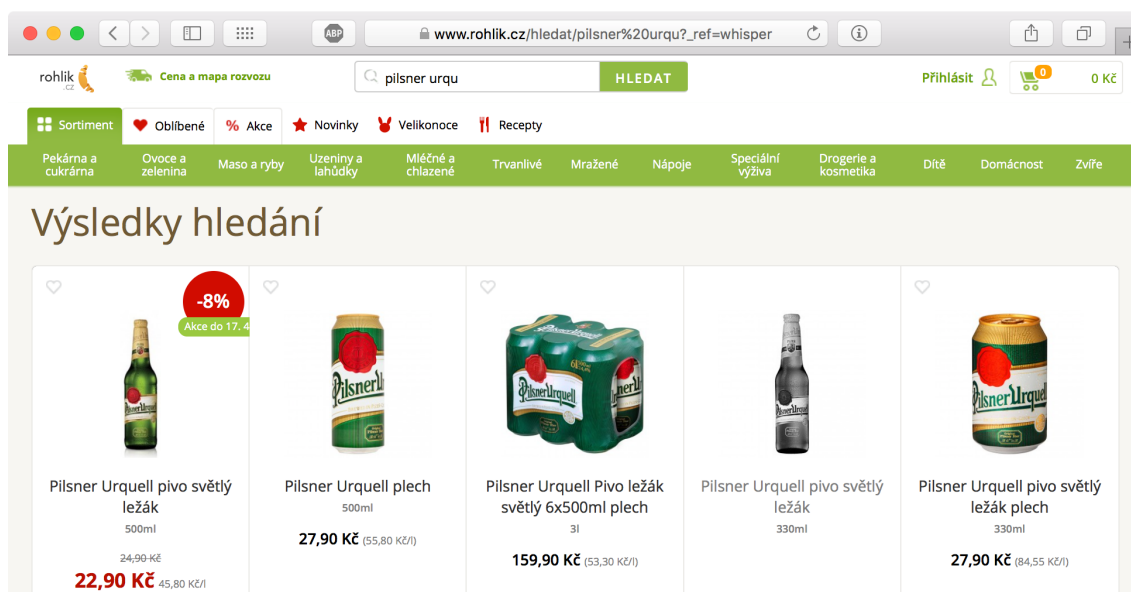 ABP
www.rohlik.cz/hledat/pilsner%20urqu?_ref=whisper
rohlik
.cz
Cena a mapa rozvozu
pilsner urqu
HLEDAT
Přihlásit
0
0 Kč
Sortiment
Oblíbené
% Akce
Novinky
Velikonoce
Recepty
Pekárna a
cukrárna
Ovoce a
zelenina
Maso a ryby
Uzeniny a
lahůdky
Mléčné a
chlazené
Trvanlivé
Mražené
Nápoje
Speciální
výživa
Drogerie a
kosmetika
Dítě
Domácnost
Zvíře
Výsledky hledání
-8%
Akce do 17. 4
Pilsner Urquell
Pilsner Urquell pivo světlý
ležák
500ml
24,90 Kč
22,90 Kč 45,80 Kč/l
Pilsner Urquell plech
500ml
27,90 Kč (55,80 Kč/l)
Pilsner Urquell Pivo ležák
světlý 6x500ml plech
3l
159,90 Kč (53,30 Kč/l)
Pilsner Urquell pivo světlý
ležák
330ml
Pilsner Urquell pivo světlý
ležák plech
330ml
27,90 Kč (84,55 Kč/l)